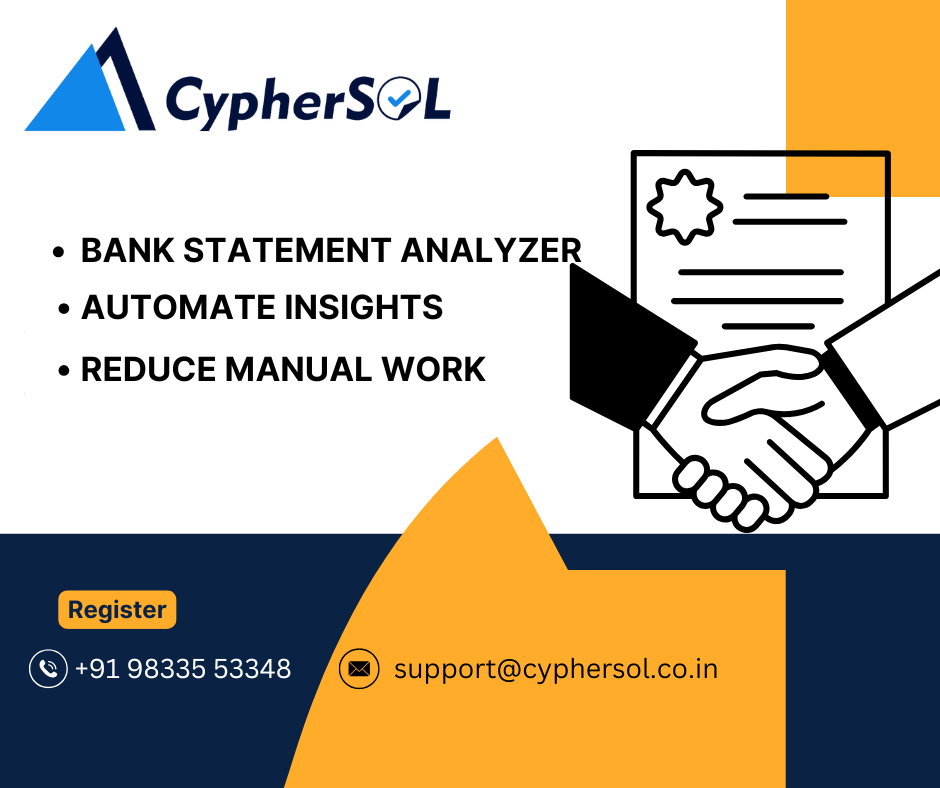 CypherSOL
• BANK STATEMENT ANALYZER
• AUTOMATE INSIGHTS
• REDUCE MANUAL WORK
Register
+91 98335 53348
support@cyphersol.co.in